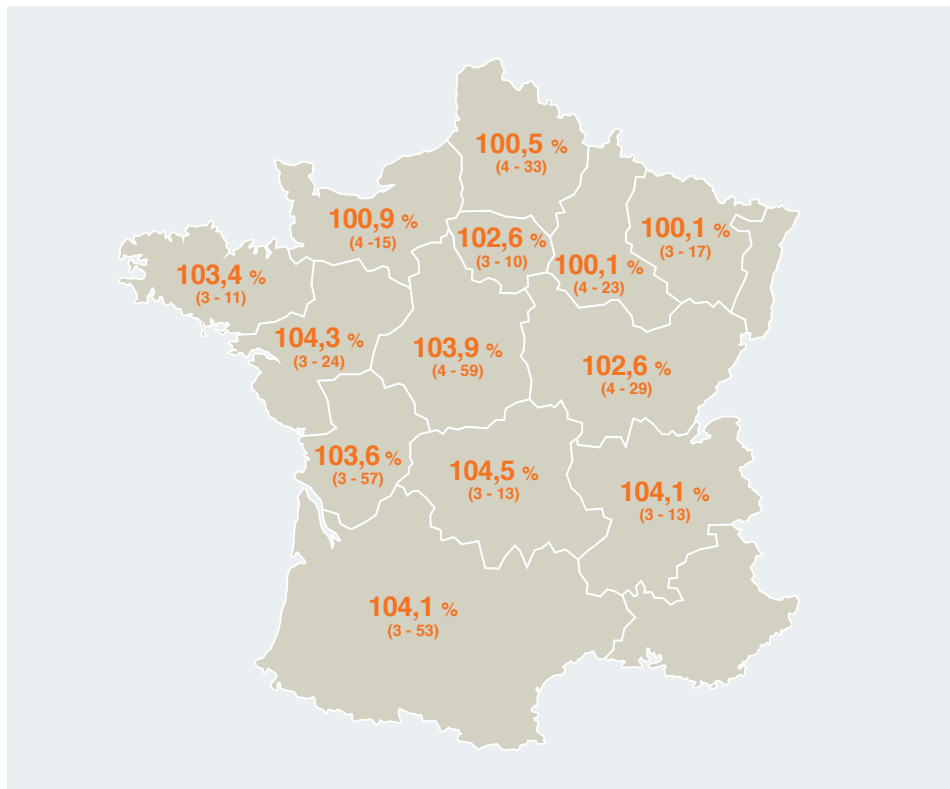 100,5 %
(4 - 33)
100,9 %
(4 -15)
102,6 %
(3 - 10)
100,1 %
(3 - 17)
100,1 %
(4 - 23)
103,4 %
(3 - 11)
104,3 %
(3 - 24)
103,9 %
(4 - 59)
102,6 %
(4 - 29)
103,6 %
(3 - 57)
104,5 %
(3 - 13)
104,1 %
(3 - 13)
104,1 %
(3 - 53)